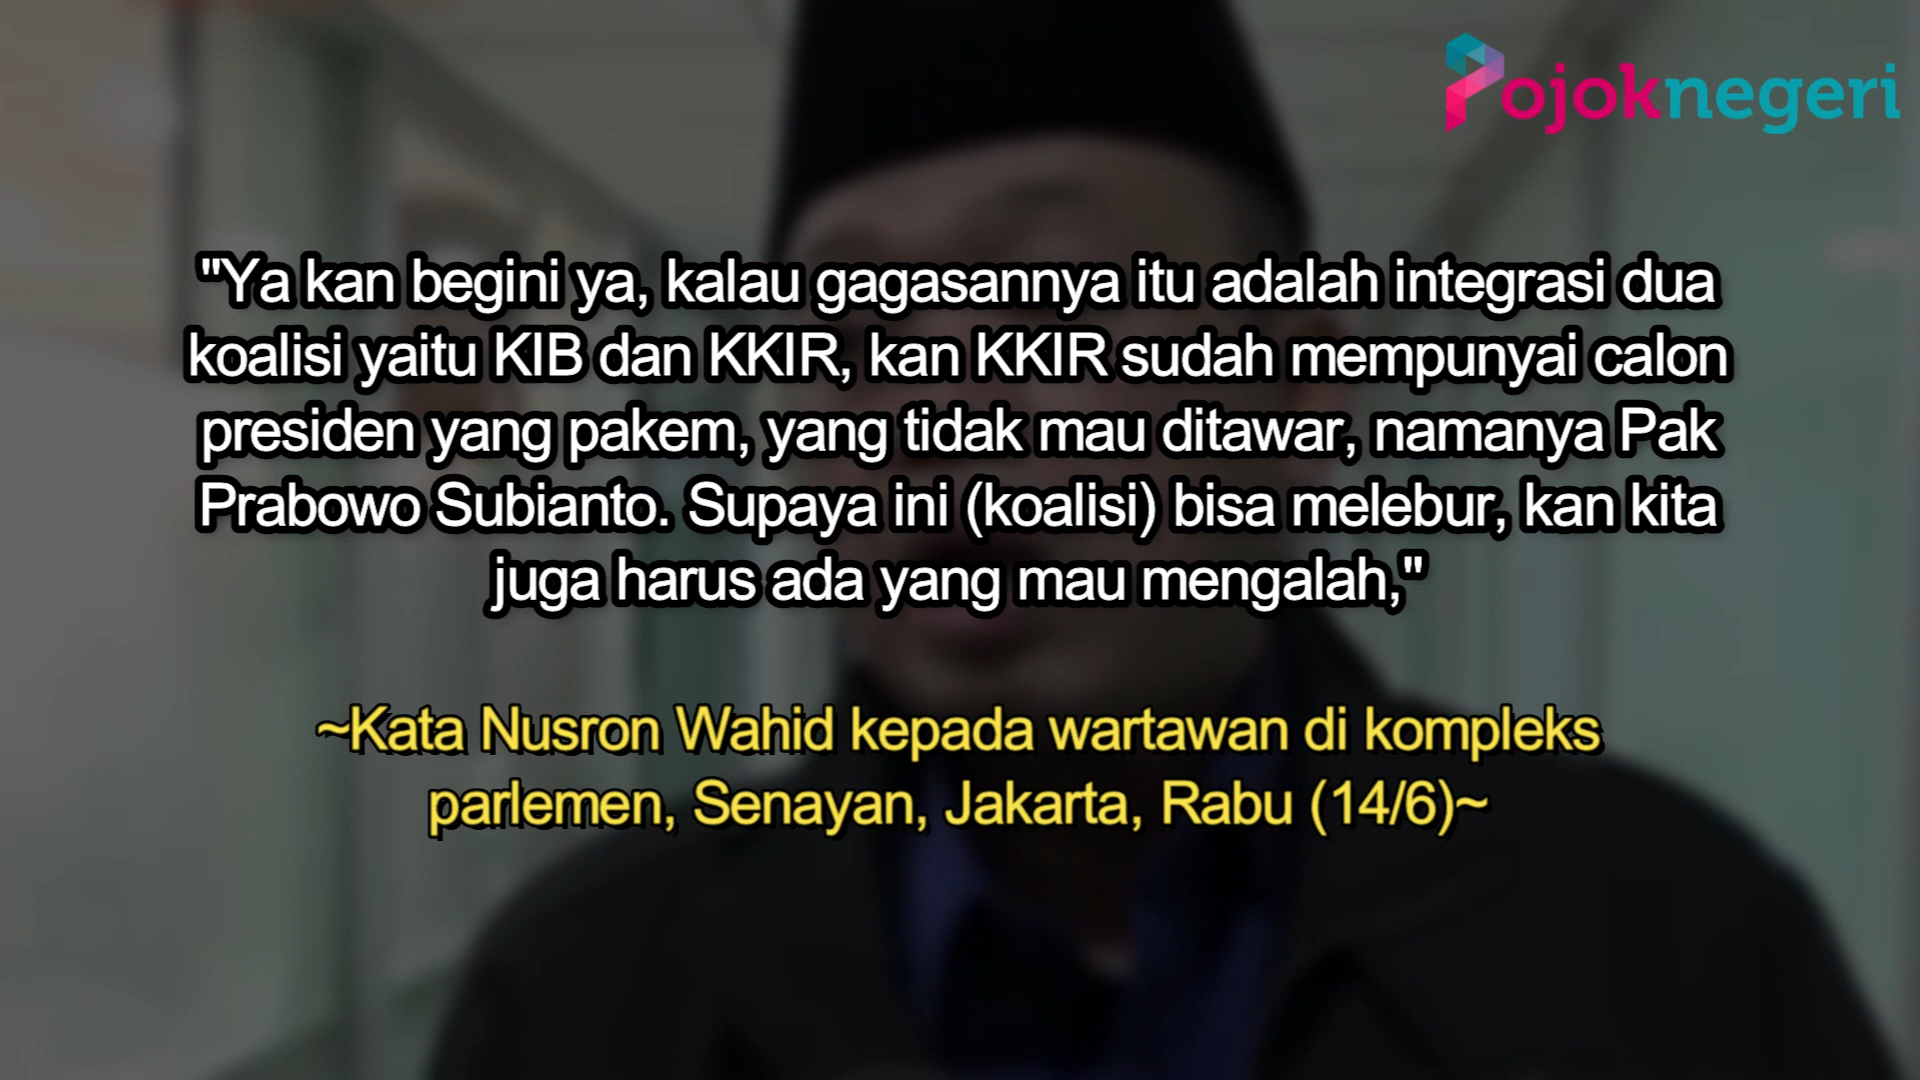 Pojoknegeri
"Ya kan begini ya, kalau gagasannya itu adalah integrasi dua
koalisi yaitu KIB dan KKIR, kan KKIR sudah mempunyai calon
presiden yang pakem, yang tidak mau ditawar, namanya Pak
Prabowo Subianto. Supaya ini (koalisi) bisa melebur, kan kita
juga harus ada yang mau mengalah,"
~Kata Nusron Wahid kepada wartawan di kompleks
parlemen, Senayan, Jakarta, Rabu (14/6)~